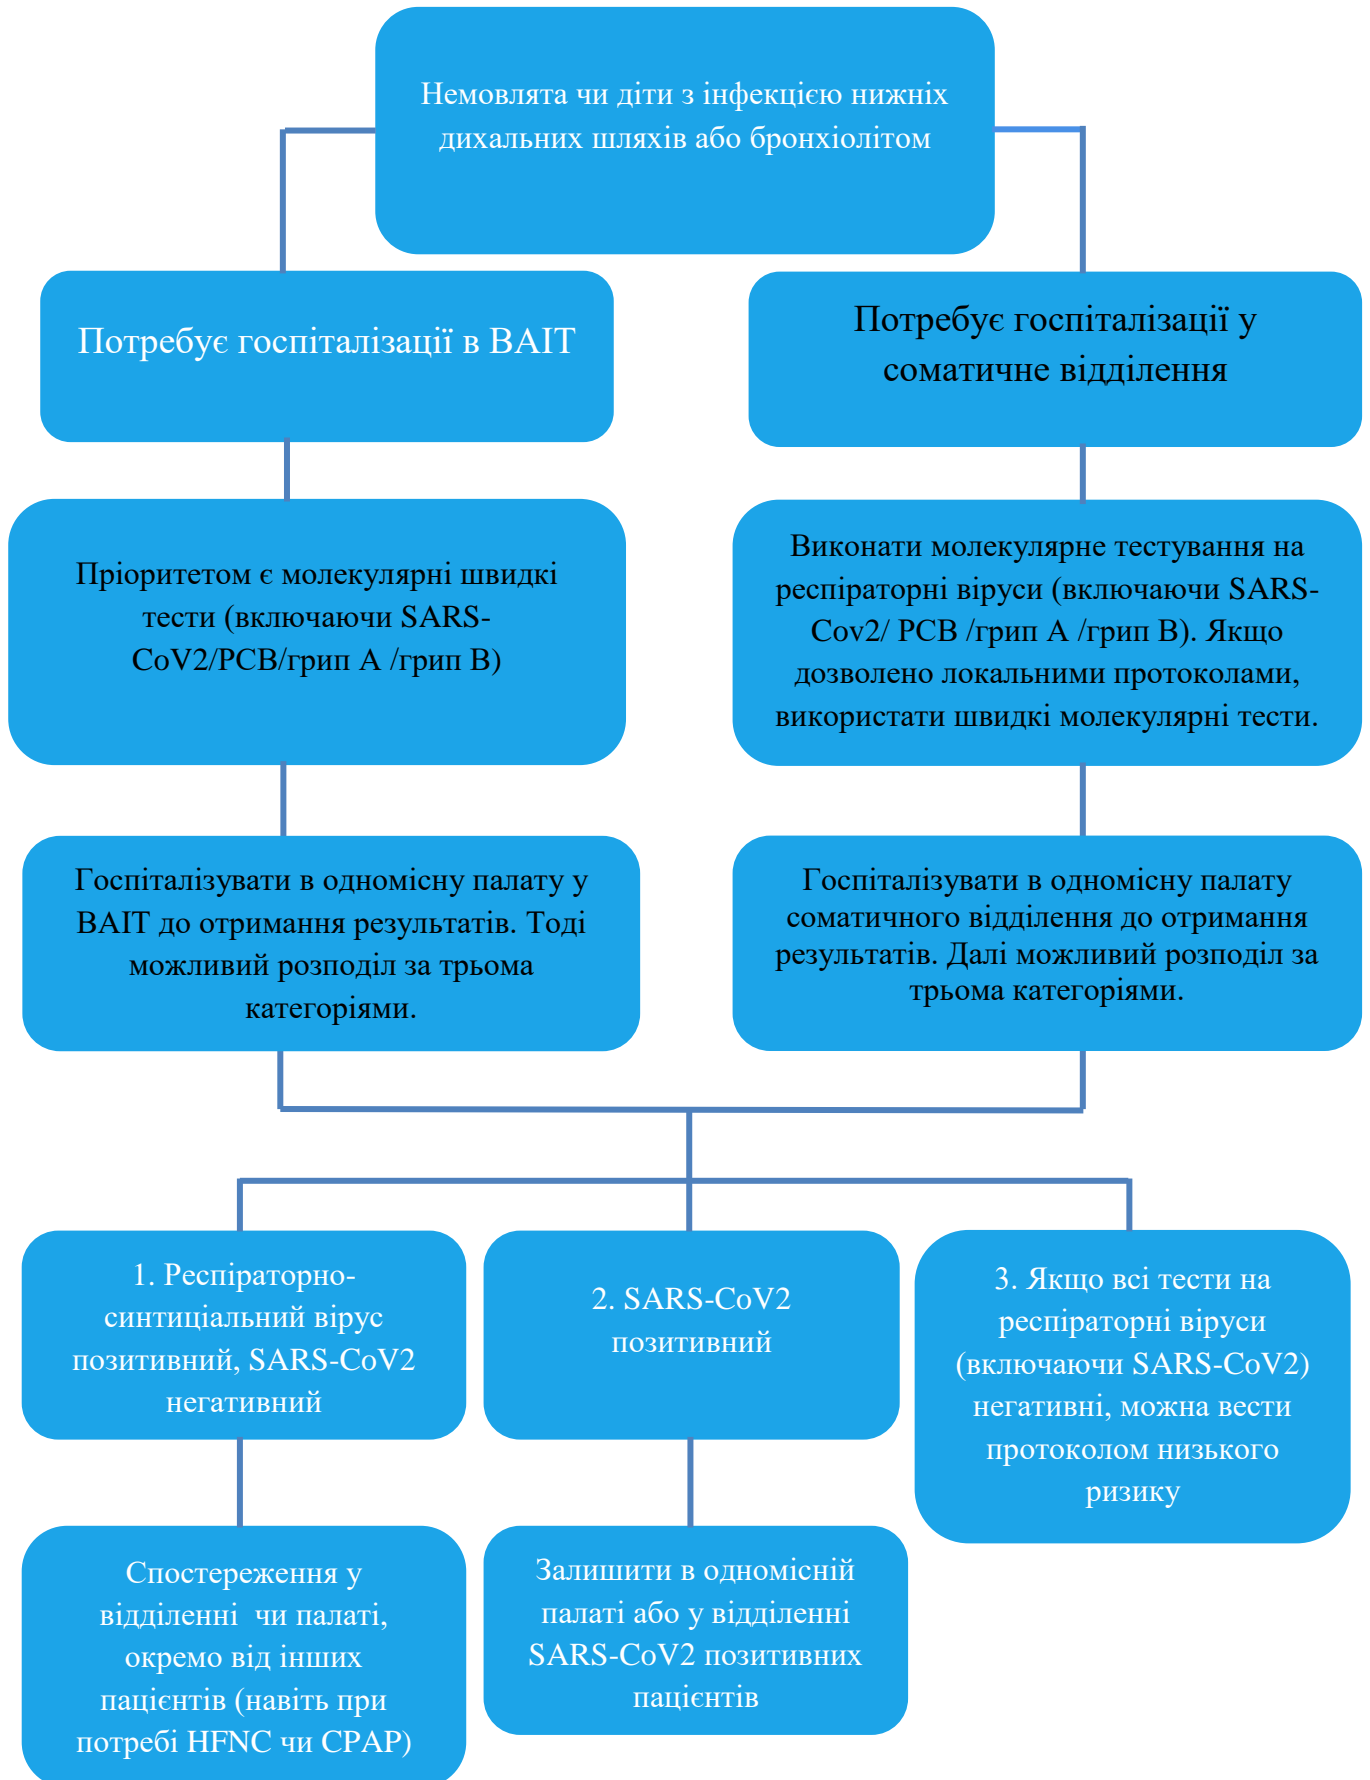 Немовлята чи діти з інфекцією нижніх
дихальних шляхів або бронхіолітом
Потребує госпіталізації в ВАІТ
Потребує госпіталізації у
соматичне відділення
Пріоритетом є молекулярні швидкі
тести (включаючи SARS-
CoV2/РСВ/грип А /грип В)
Виконати молекулярне тестування на
респіраторні віруси (включаючи SARS-
Cov2/ РСВ /грип А /грип В). Якщо
дозволено локальними протоколами,
використати швидкі молекулярні тести.
Госпіталізувати в одномісну палату у
ВАІТ до отримання результатів. Тоді
можливий розподіл за трьома
категоріями.
Госпіталізувати в одномісну палату
соматичного відділення до отримання
результатів. Далі можливий розподіл за
трьома категоріями.
1. Респіраторно-
синтиціальний вірус
позитивний, SARS-CoV2
негативний
2. SARS-CoV2
позитивний
3. Якщо всі тести на
респіраторні віруси
(включаючи SARS-CoV2)
негативні, можна вести
протоколом низького
ризику
Спостереження у
відділенні  чи палаті,
окремо від інших
пацієнтів (навіть при
потребі HFNC чи CPAP)
Залишити в одномісній
палаті або у відділенні
SARS-CoV2 позитивних
пацієнтів